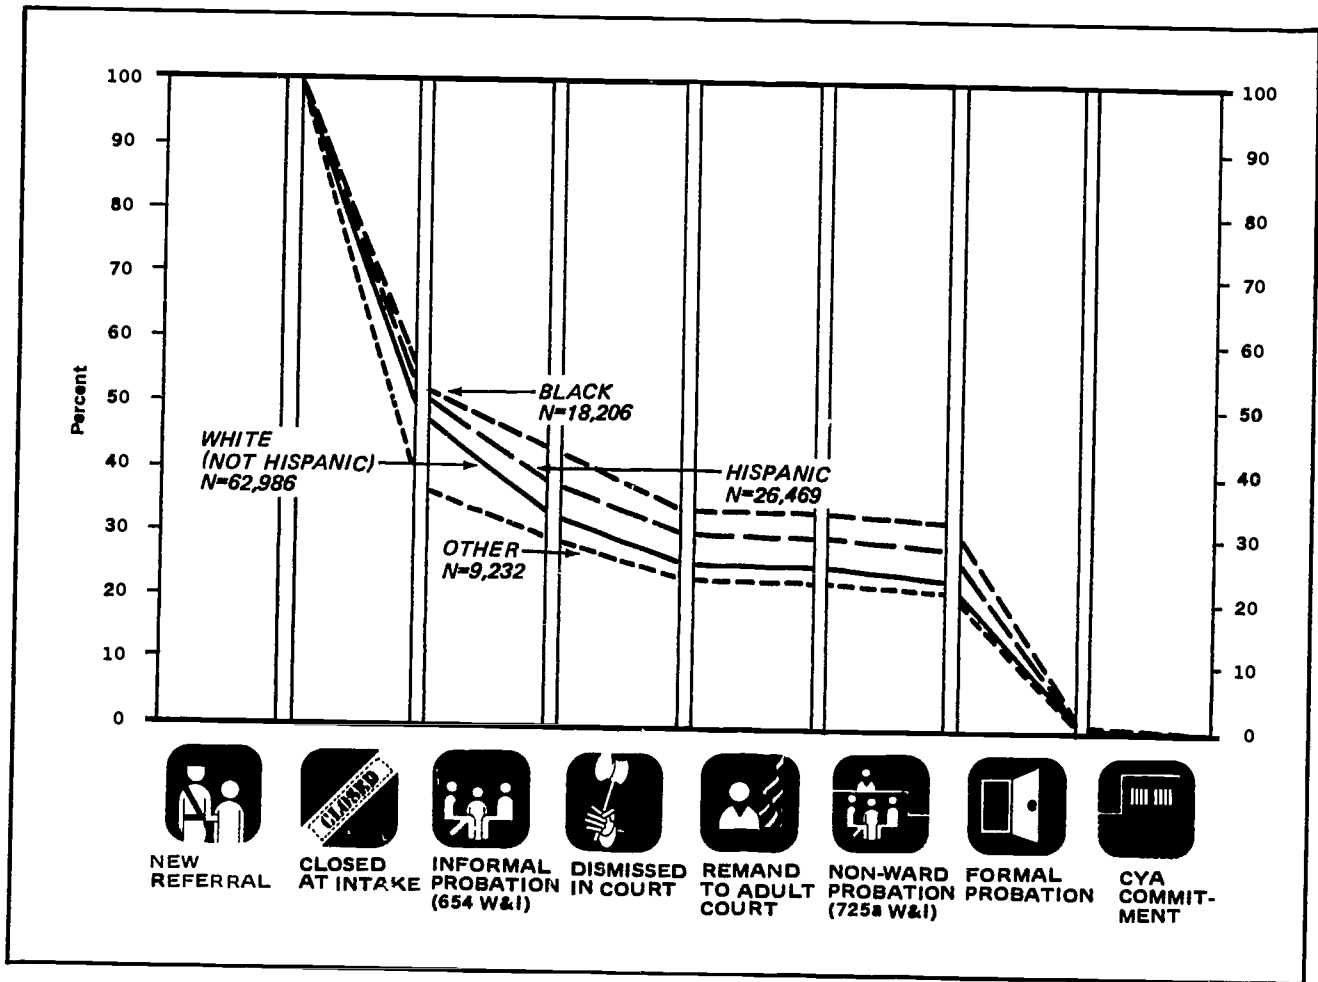 100
90
80
70
60
50
40
30
20
10
0
Percent
100
90
80
70
60
50
40
30
20
10
0
BLACK
N=18,206
WHITE
(NOT HISPANIC)
N=62,986
HISPANIC
N=26,469
OTHER
N=9,232
CLOSED
NEW
REFERRAL
CLOSED
AT INTAKE
INFORMAL
PROBATION
(654 W&I)
DISMISSED
IN COURT
REMAND
TO ADULT
COURT
NON-WARD
PROBATION
(725a W&I)
FORMAL
PROBATION
CYA
COMMIT-
MENT